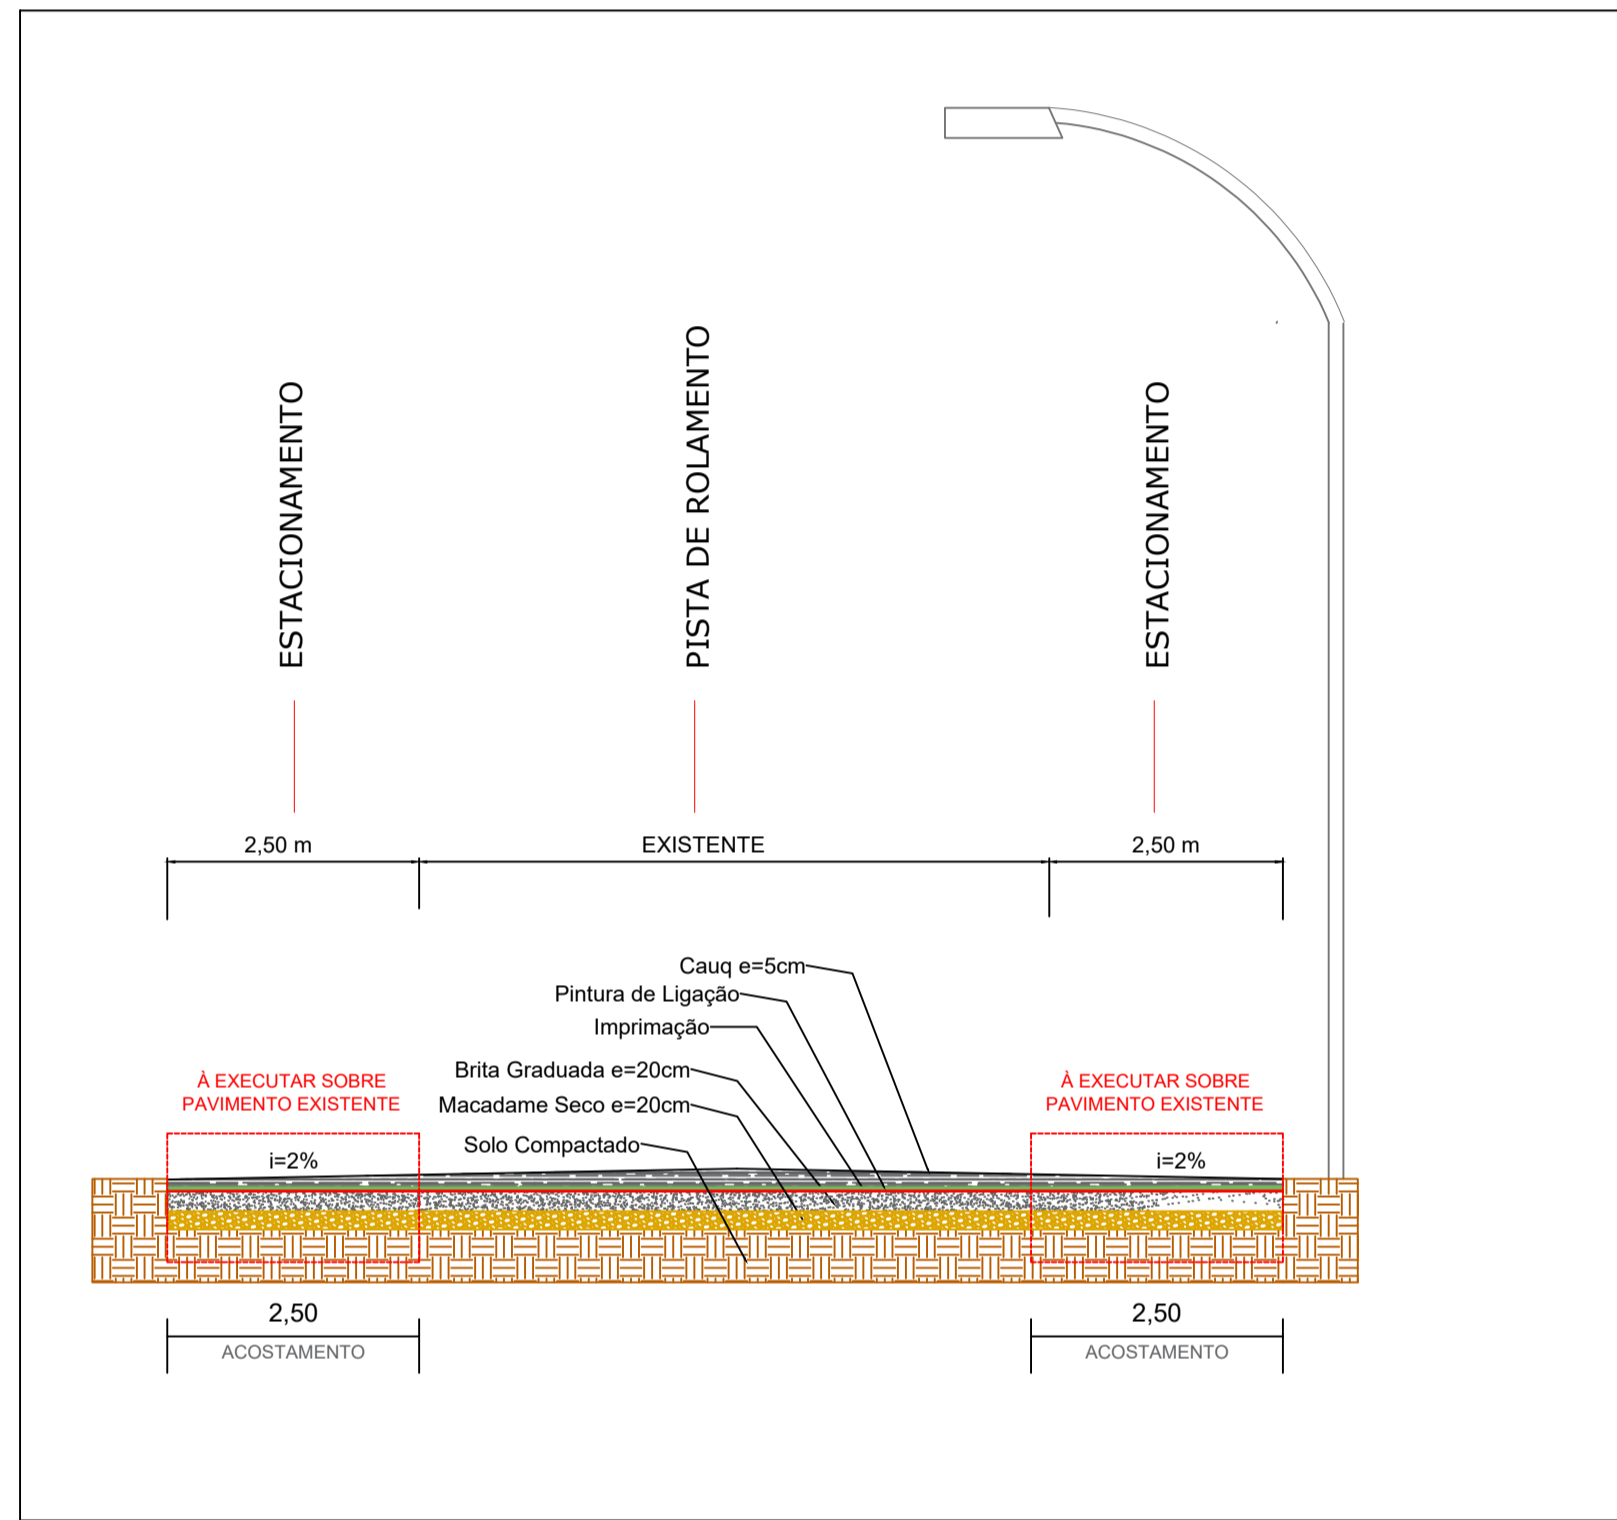 ESTACIONAMENTO
PISTA DE ROLAMENTO
ESTACIONAMENTO
2,50 m
EXISTENTE
2,50 m
Cauq e=5cm
Pintura de Ligação
Imprimação
Brita Graduada e=20cm
Macadame Seco e=20cm
Solo Compactado
À EXECUTAR SOBRE
PAVIMENTO EXISTENTE
À EXECUTAR SOBRE
PAVIMENTO EXISTENTE
i=2%
i=2%
2,50
ACOSTAMENTO
2,50
ACOSTAMENTO